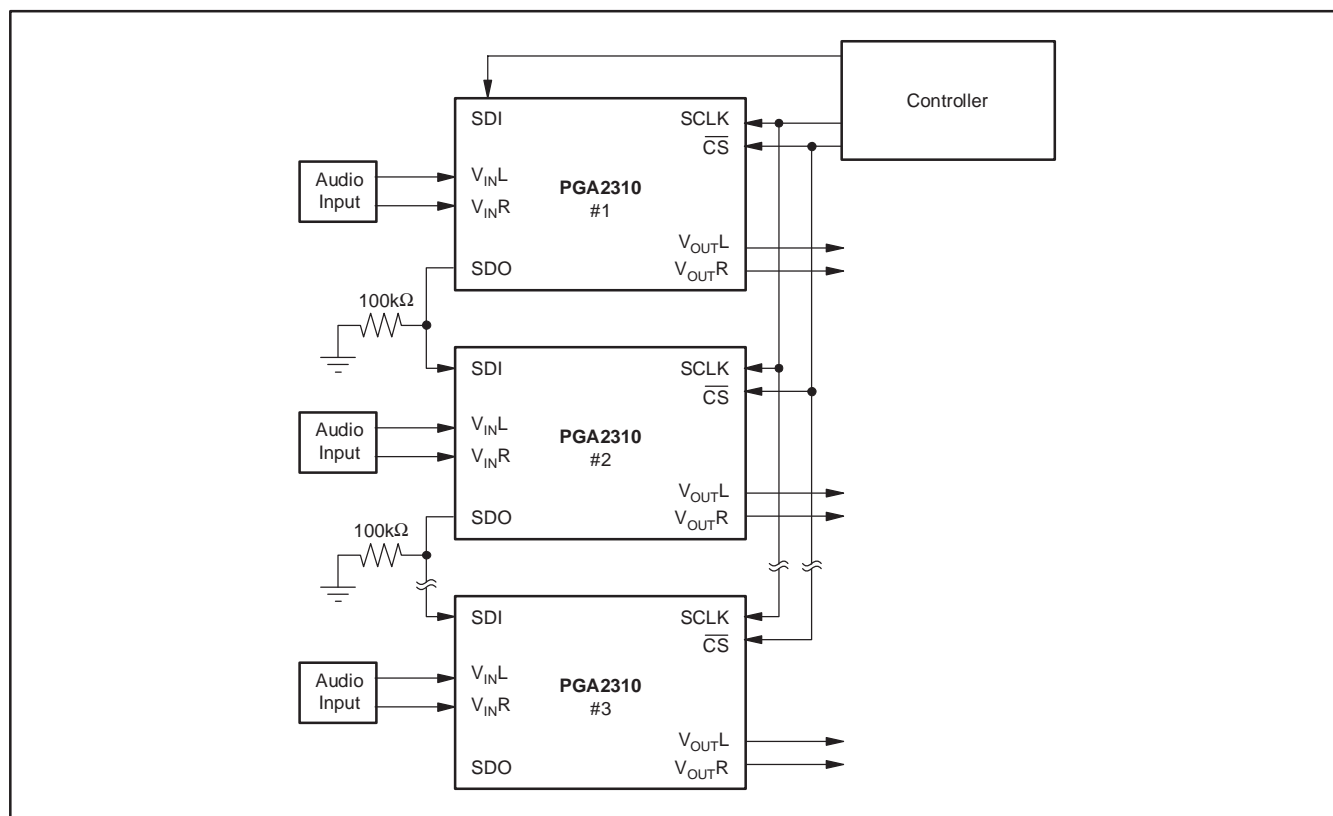 Controller
SDI
SCLK
CS
Audio
Input
VINL
VINR
PGA2310
#1
VOUTL
VOUTR
SDO
100kΩ
SDI
SCLK
CS
Audio
Input
VINL
VINR
PGA2310
#2
VOUTL
VOUTR
SDO
100kΩ
SDI
SCLK
CS
Audio
Input
VINL
VINR
PGA2310
#3
VOUTL
VOUTR
SDO